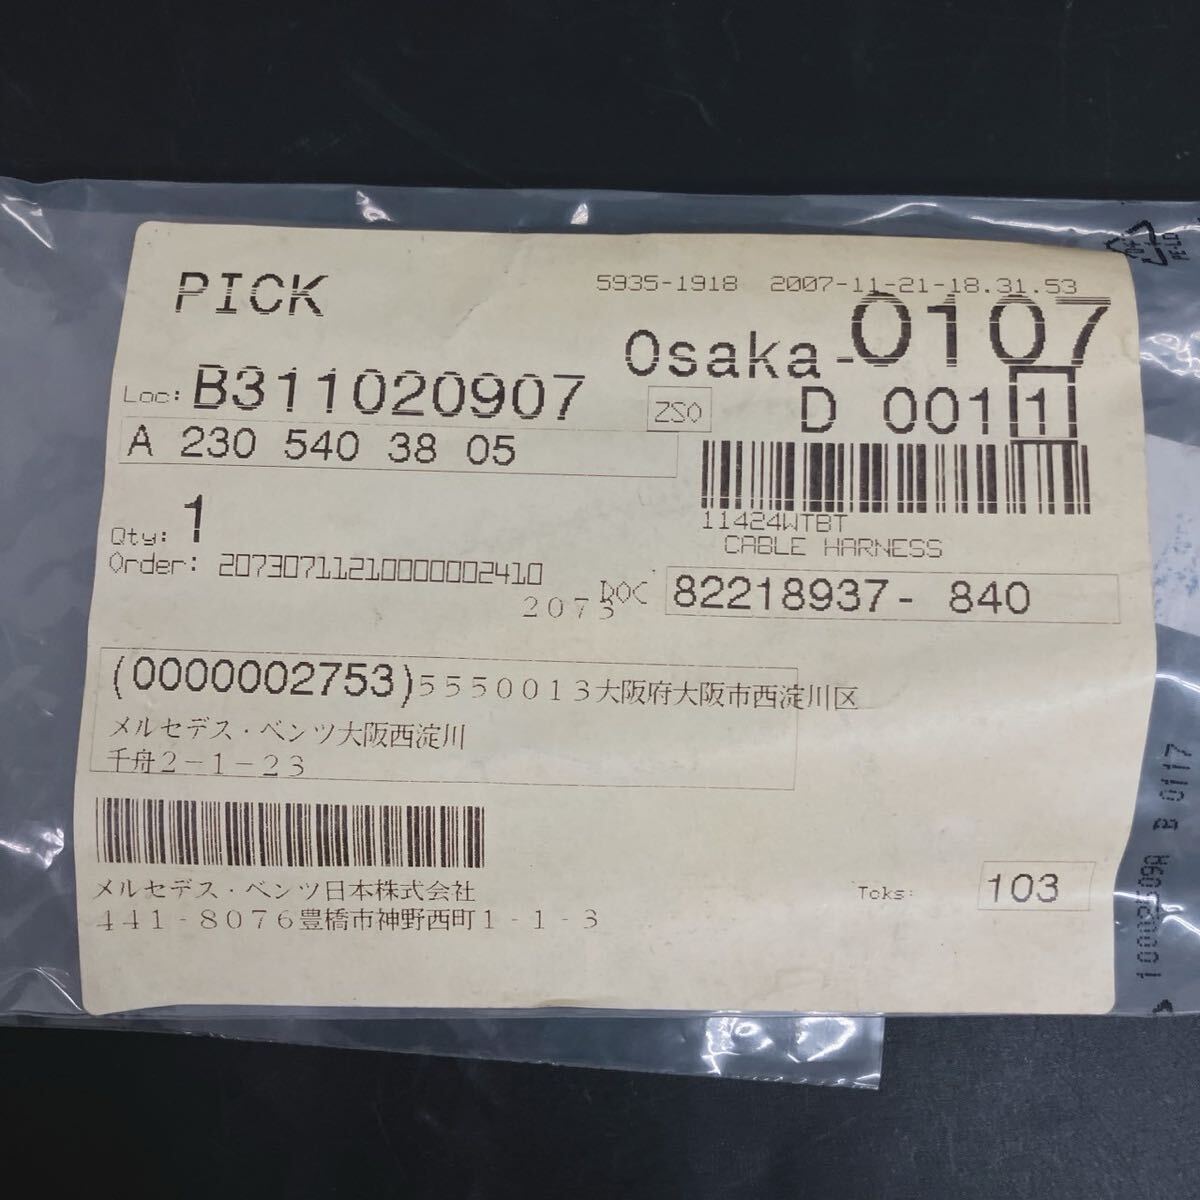 PICK
5935-1918 2007-11-21-18.31.53
Osaka-0107
Loc: B311020907
ZS0 D 001 1
A 230 540 38 05
11424WTBT
CABLE HARNESS
Qty: 1
Order: 20730711210000002410
2073
DOC 82218937- 840
(0000002753)5550013大阪府大阪市西淀川区
メルセデス・ベンツ大阪西淀川
千舟2-1-23
メルセデス・ベンツ日本株式会社
441-8076豊橋市神野西町1-1-3
Toks: 103
B 0117
PE-LD